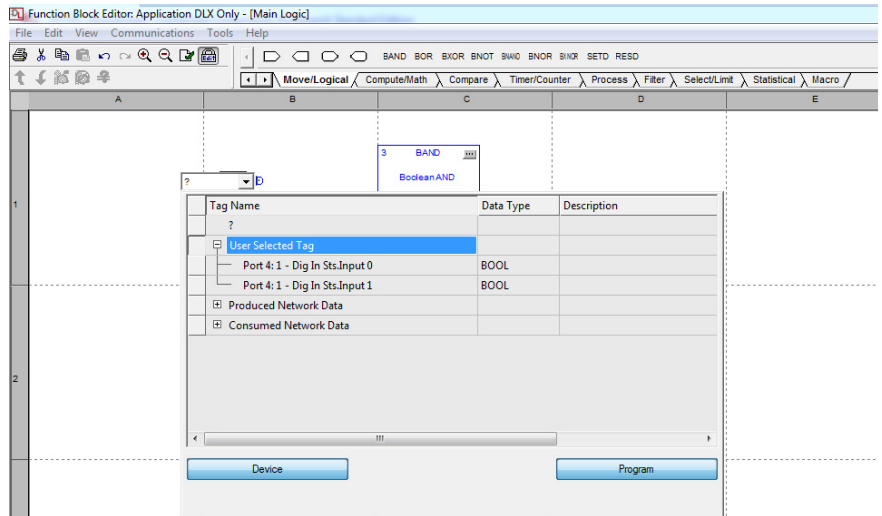 Function Block Editor: Application DLX Only - [Main Logic]
File Edit View Communications Tools Help
BAND BOR BXOR BNOT BNAND BNOR BXNOR SETD RESD
Move/Logical Compute/Math Compare Timer/Counter Process Filter Select/Limit Statistical Macro
A B C D E
3 BAND ...
Boolean AND
?
1
Tag Name Data Type Description
?
User Selected Tag
Port 4: 1 - Dig In Sts.Input 0 BOOL
Port 4: 1 - Dig In Sts.Input 1 BOOL
Produced Network Data
Consumed Network Data
2
Device Program